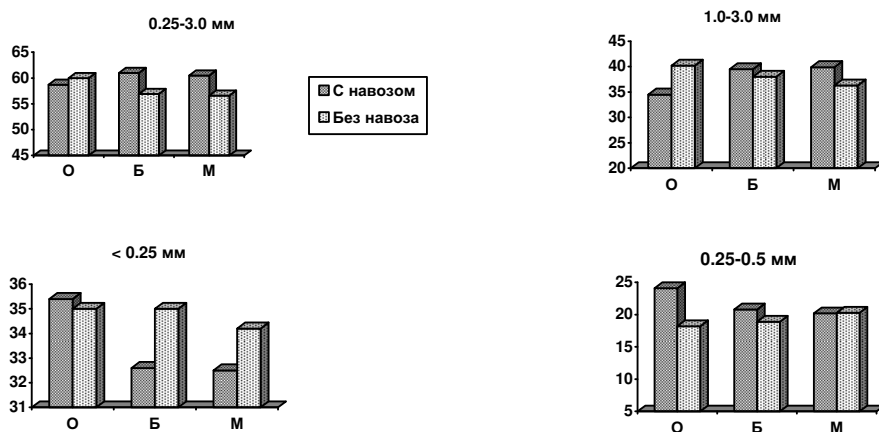 0.25-3.0 мм
65
60
55
50
45
О Б М
С навозом
Без навоза
1.0-3.0 мм
45
40
35
30
25
20
О Б М
< 0.25 мм
36
35
34
33
32
31
О Б М
0.25-0.5 мм
25
20
15
10
5
О Б М